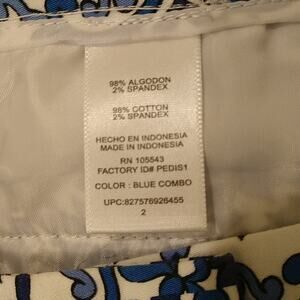 98% ALGODON
2% SPANDEX
98% COTTON
2% SPANDEX
HECHO EN INDONESIA
MADE IN INDONESIA
RN 105543
FACTORY ID# PEDIS1
COLOR : BLUE COMBO
UPC:827576926455
2